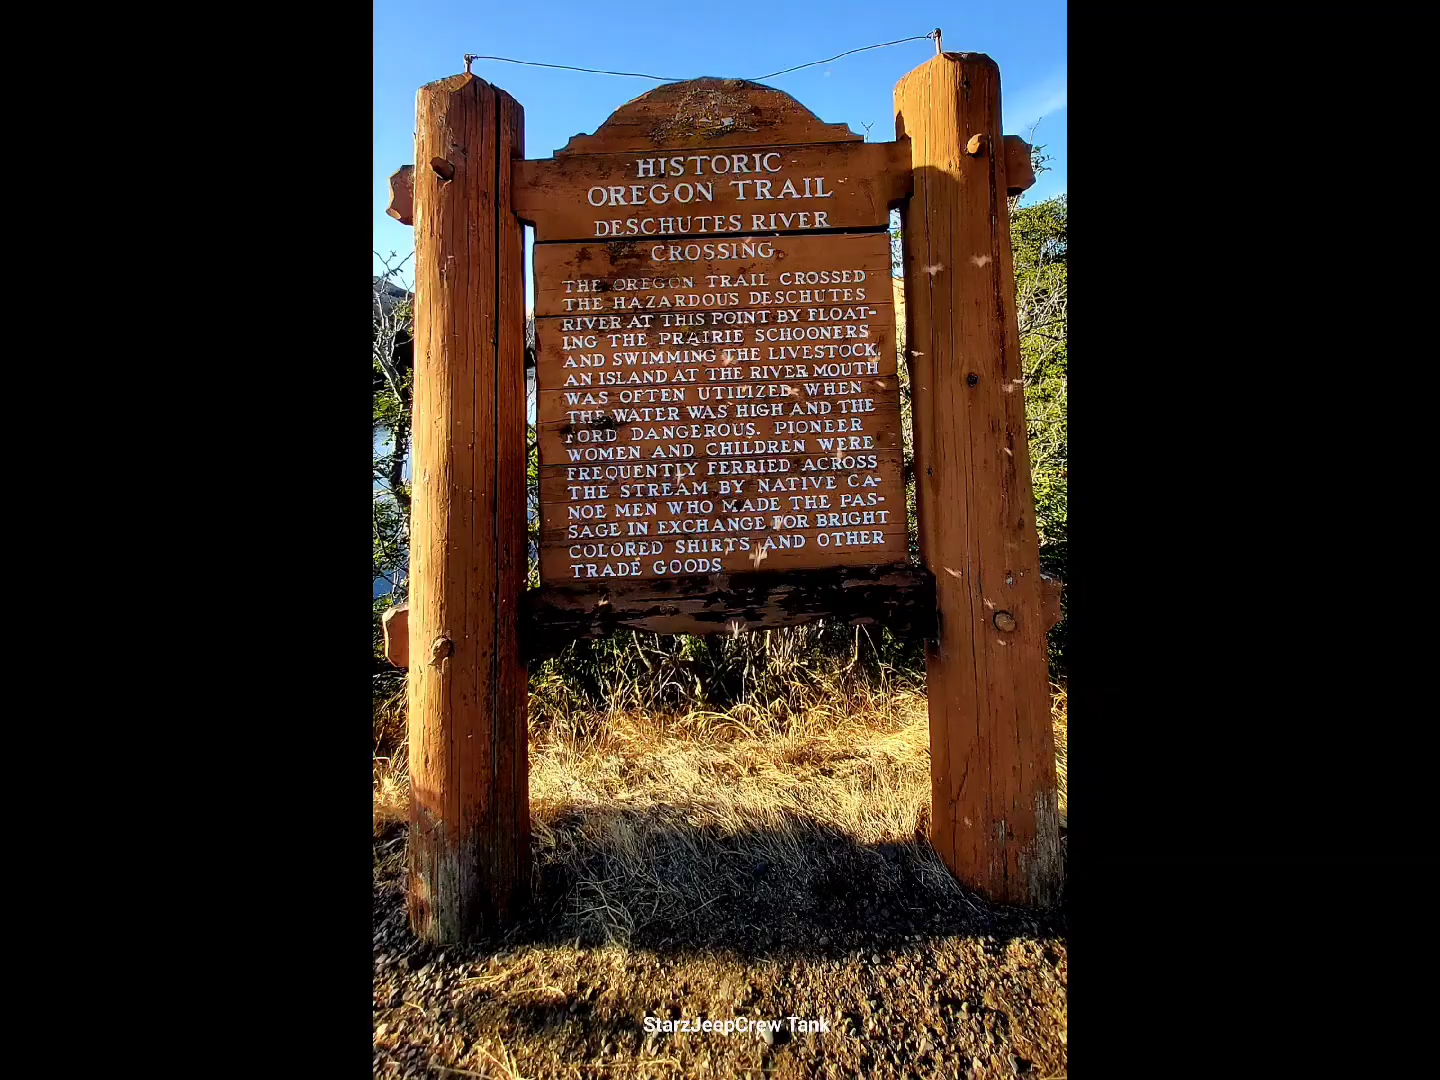 HISTORIC
OREGON TRAIL
DESCHUTES RIVER
CROSSING
THE OREGON TRAIL CROSSED
THE HAZARDOUS DESCHUTES
RIVER AT THIS POINT BY FLOAT-
ING THE PRAIRIE SCHOONERS
AND SWIMMING THE LIVESTOCK.
AN ISLAND AT THE RIVER MOUTH
WAS OFTEN UTILIZED WHEN
THE WATER WAS HIGH AND THE
FORD DANGEROUS. PIONEER
WOMEN AND CHILDREN WERE
FREQUENTLY FERRIED ACROSS
THE STREAM BY NATIVE CA-
NOE MEN WHO MADE THE PAS-
SAGE IN EXCHANGE FOR BRIGHT
COLORED SHIRTS AND OTHER
TRADE GOODS
StarzJeepCrew Tank